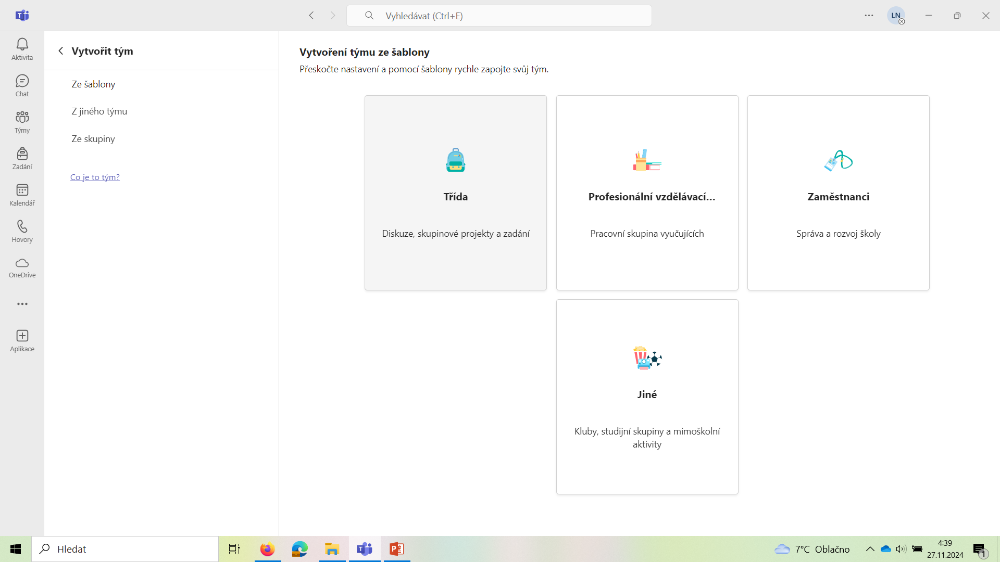 Vyhledávat (Ctrl+E)
LN
Aktivita
Chat
Týmy
Zadání
Kalendář
Hovory
OneDrive
Aplikace
Vytvořit tým
Ze šablony
Z jiného týmu
Ze skupiny
Co je to tým?
Vytvoření týmu ze šablony
Přeskočte nastavení a pomocí šablony rychle zapojte svůj tým.
Třída
Diskuze, skupinové projekty a zadání
Profesionální vzdělávací...
Pracovní skupina vyučujících
Zaměstnanci
Správa a rozvoj školy
Jiné
Kluby, studijní skupiny a mimoškolní
aktivity
Hledat
7°C Oblačno
4:39
27.11.2024
1